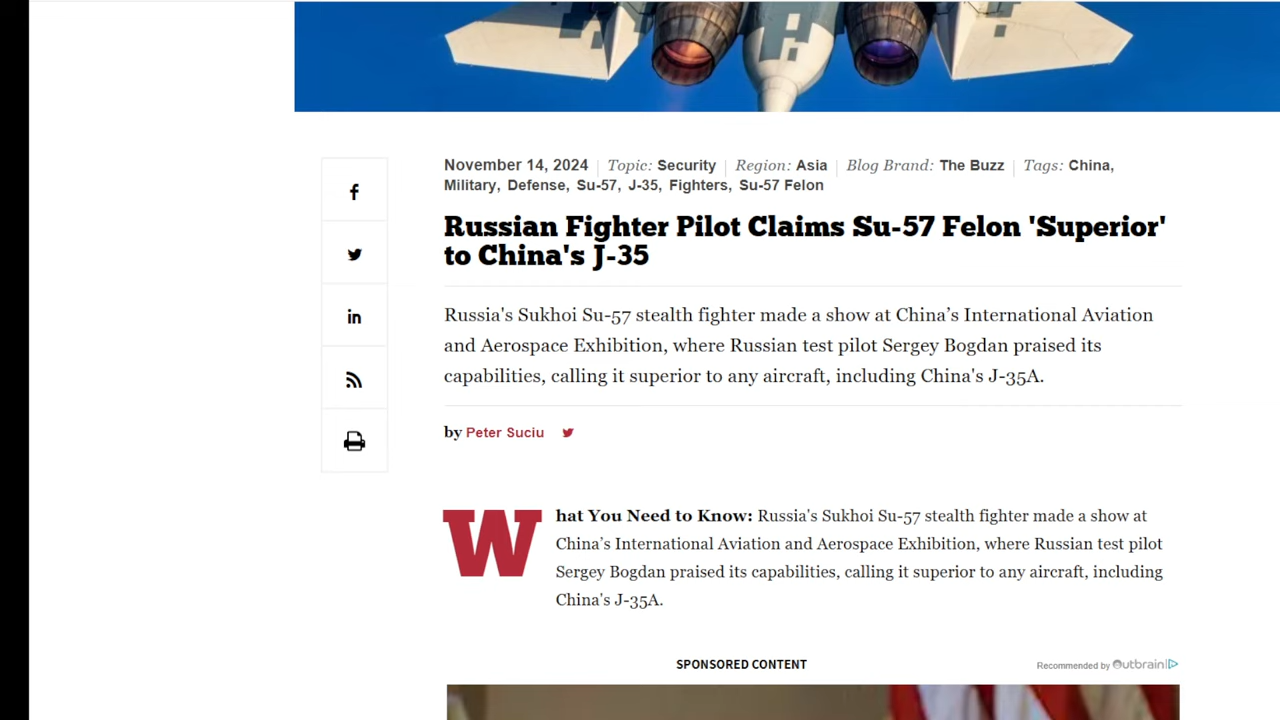 November 14, 2024 | Topic: Security | Region: Asia | Blog Brand: The Buzz | Tags: China,
Military, Defense, Su-57, J-35, Fighters, Su-57 Felon
Russian Fighter Pilot Claims Su-57 Felon 'Superior'
to China's J-35
Russia's Sukhoi Su-57 stealth fighter made a show at China’s International Aviation
and Aerospace Exhibition, where Russian test pilot Sergey Bogdan praised its
capabilities, calling it superior to any aircraft, including China's J-35A.
by Peter Suciu
What You Need to Know: Russia's Sukhoi Su-57 stealth fighter made a show at
China’s International Aviation and Aerospace Exhibition, where Russian test pilot
Sergey Bogdan praised its capabilities, calling it superior to any aircraft, including
China's J-35A.
SPONSORED CONTENT
Recommended by Outbrain